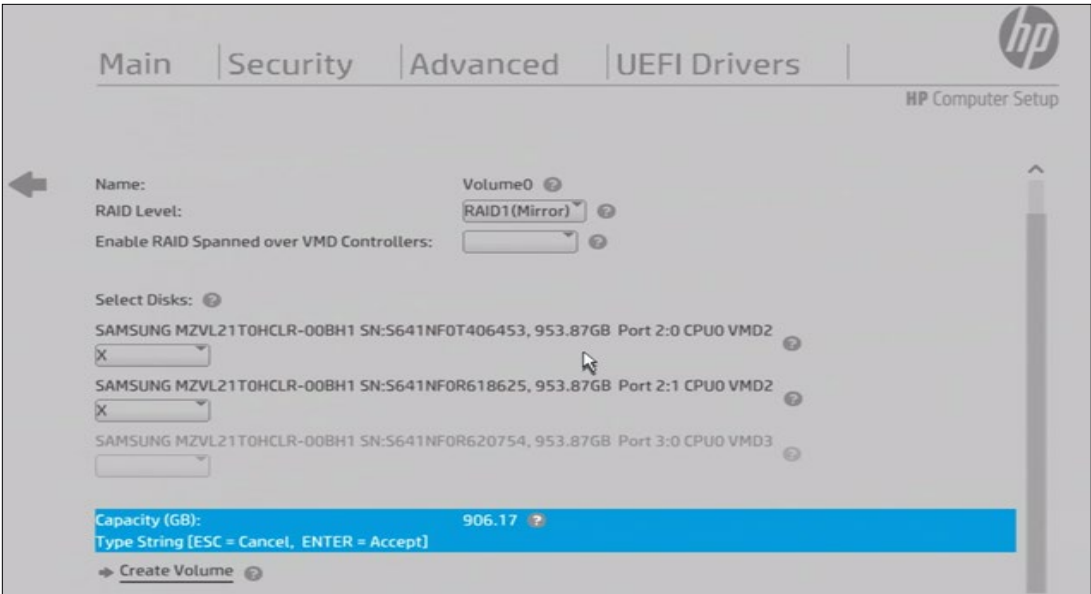 hp
Main Security Advanced UEFI Drivers
HP Computer Setup
Name: Volume0 ?
RAID Level: RAID1(Mirror) ?
Enable RAID Spanned over VMD Controllers: ?
Select Disks: ?
SAMSUNG MZVL21T0HCLR-00BH1 SN:S641NF0T406453, 953.87GB Port 2:0 CPU0 VMD2 ?
X
SAMSUNG MZVL21T0HCLR-00BH1 SN:S641NF0R618625, 953.87GB Port 2:1 CPU0 VMD2 ?
X
SAMSUNG MZVL21T0HCLR-00BH1 SN:S641NF0R620754, 953.87GB Port 3:0 CPU0 VMD3 ?
Capacity (GB): 906.17 ?
Type String [ESC = Cancel, ENTER = Accept]
Create Volume ?